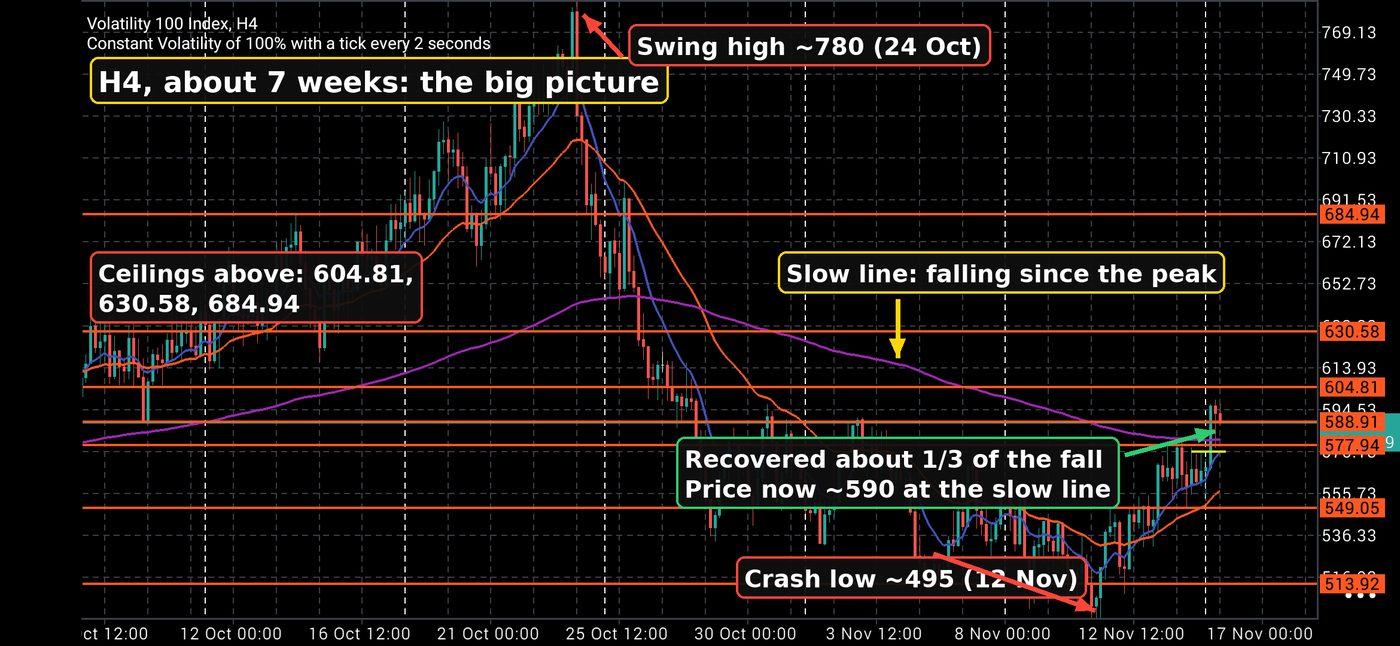 Volatility 100 Index, H4
Constant Volatility of 100% with a tick every 2 seconds
H4, about 7 weeks: the big picture
Swing high ~780 (24 Oct)
Ceilings above: 604.81,
630.58, 684.94
Slow line: falling since the peak
Recovered about 1/3 of the fall
Price now ~590 at the slow line
Crash low ~495 (12 Nov)
769.13
749.73
730.33
710.93
691.53
684.94
672.13
652.73
630.58
613.93
604.81
594.53
588.91
9
577.94
555.73
549.05
536.33
513.92
ct 12:00
12 Oct 00:00
16 Oct 12:00
21 Oct 00:00
25 Oct 12:00
30 Oct 00:00
3 Nov 12:00
8 Nov 00:00
12 Nov 12:00
17 Nov 00:00